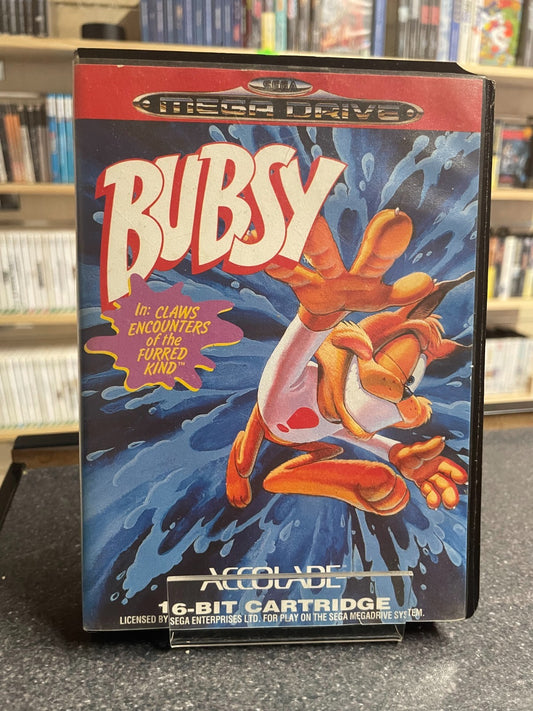 SEGA
MEGA DRIVE
BUBSY
In: CLAWS
ENCOUNTERS
of the
FURRED
KIND™
ACCOLADE
16-BIT CARTRIDGE
LICENSED BY SEGA ENTERPRISES LTD. FOR PLAY ON THE SEGA MEGADRIVE SYSTEM.